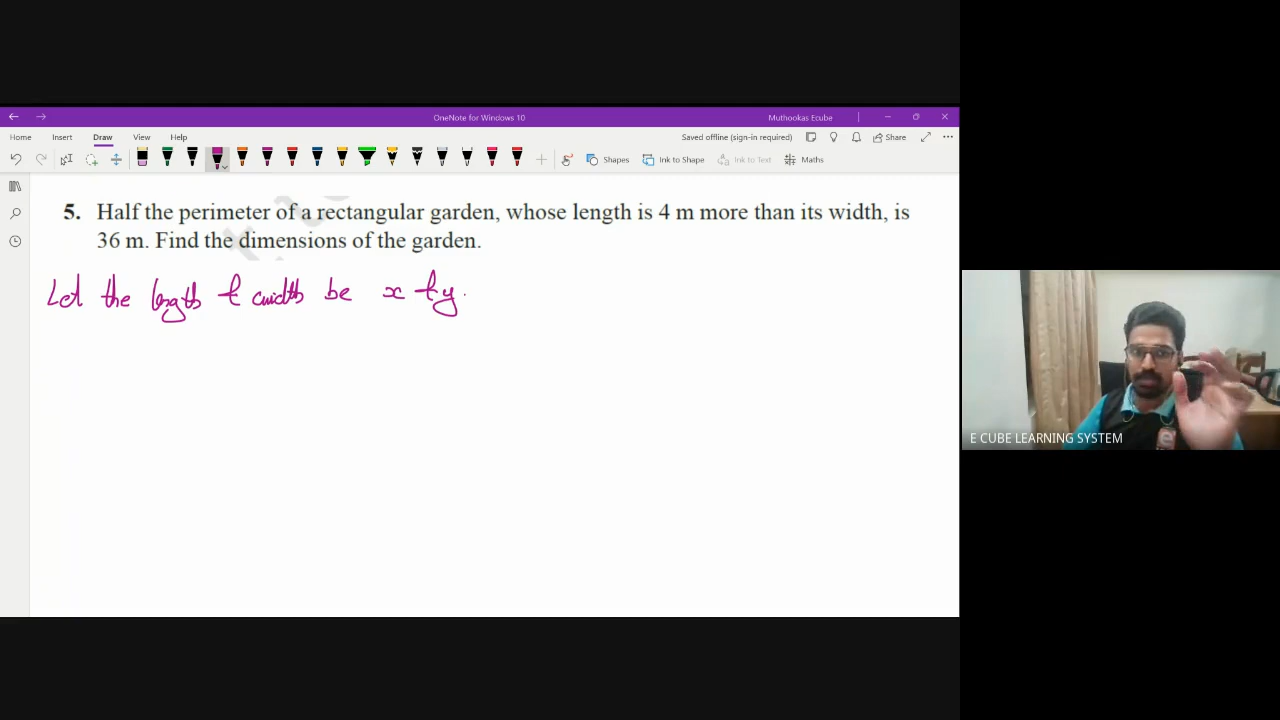 OneNote for Windows 10
Muthookas Ecube
Home Insert Draw View Help
Saved offline (sign-in required)
Share
Shapes
Ink to Shape
Ink to Text
Maths
5. Half the perimeter of a rectangular garden, whose length is 4 m more than its width, is
36 m. Find the dimensions of the garden.
Let the length & width be x & y.
E CUBE LEARNING SYSTEM